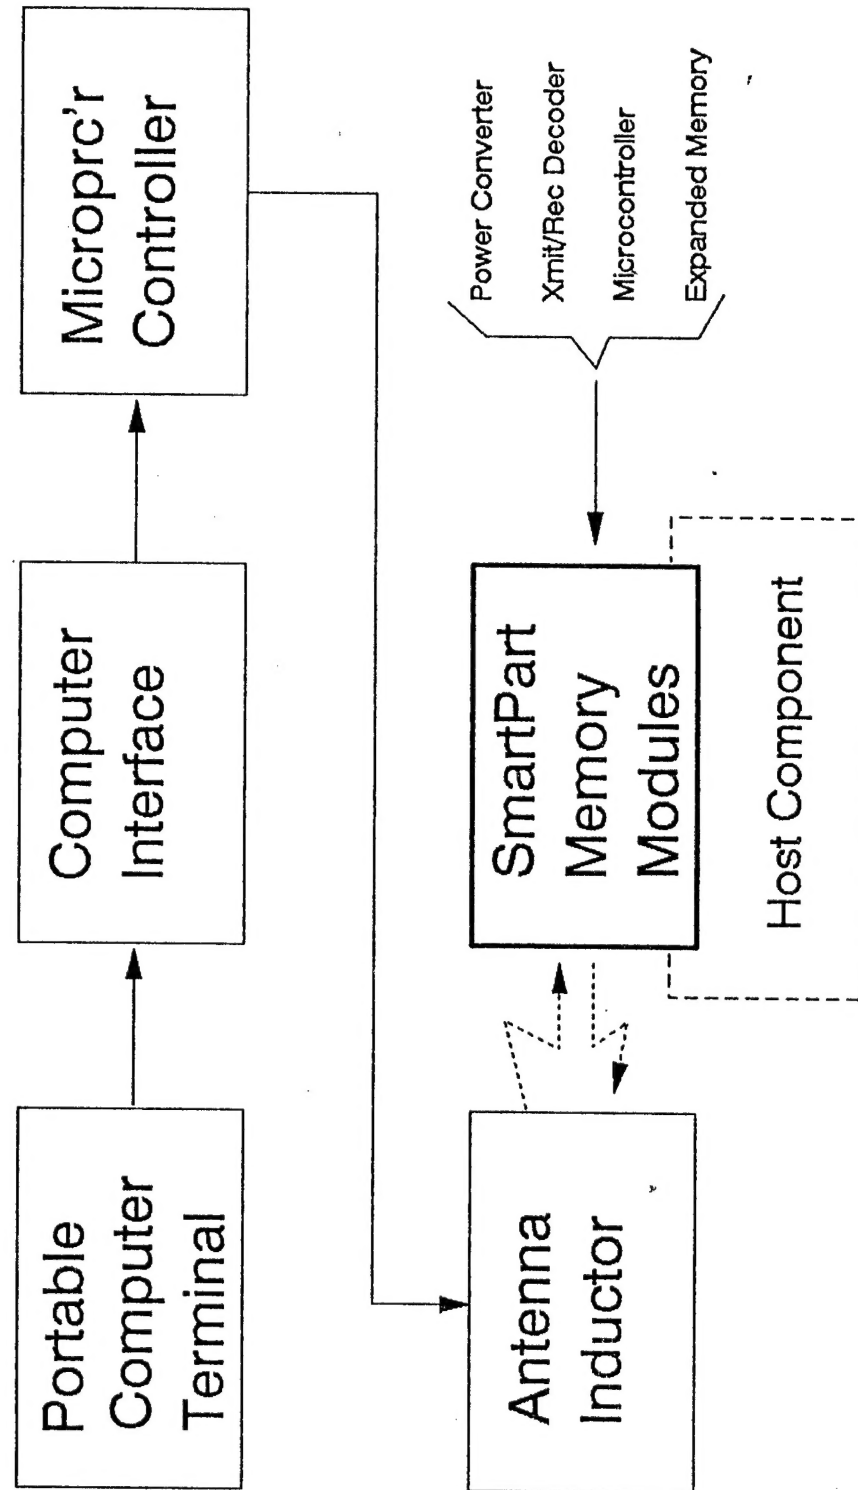 Portable
Computer
Terminal
Computer
Interface
Microprc'r
Controller
Antenna
Inductor
SmartPart
Memory
Modules
Host Component
Power Converter
Xmit/Rec Decoder
Microcontroller
Expanded Memory